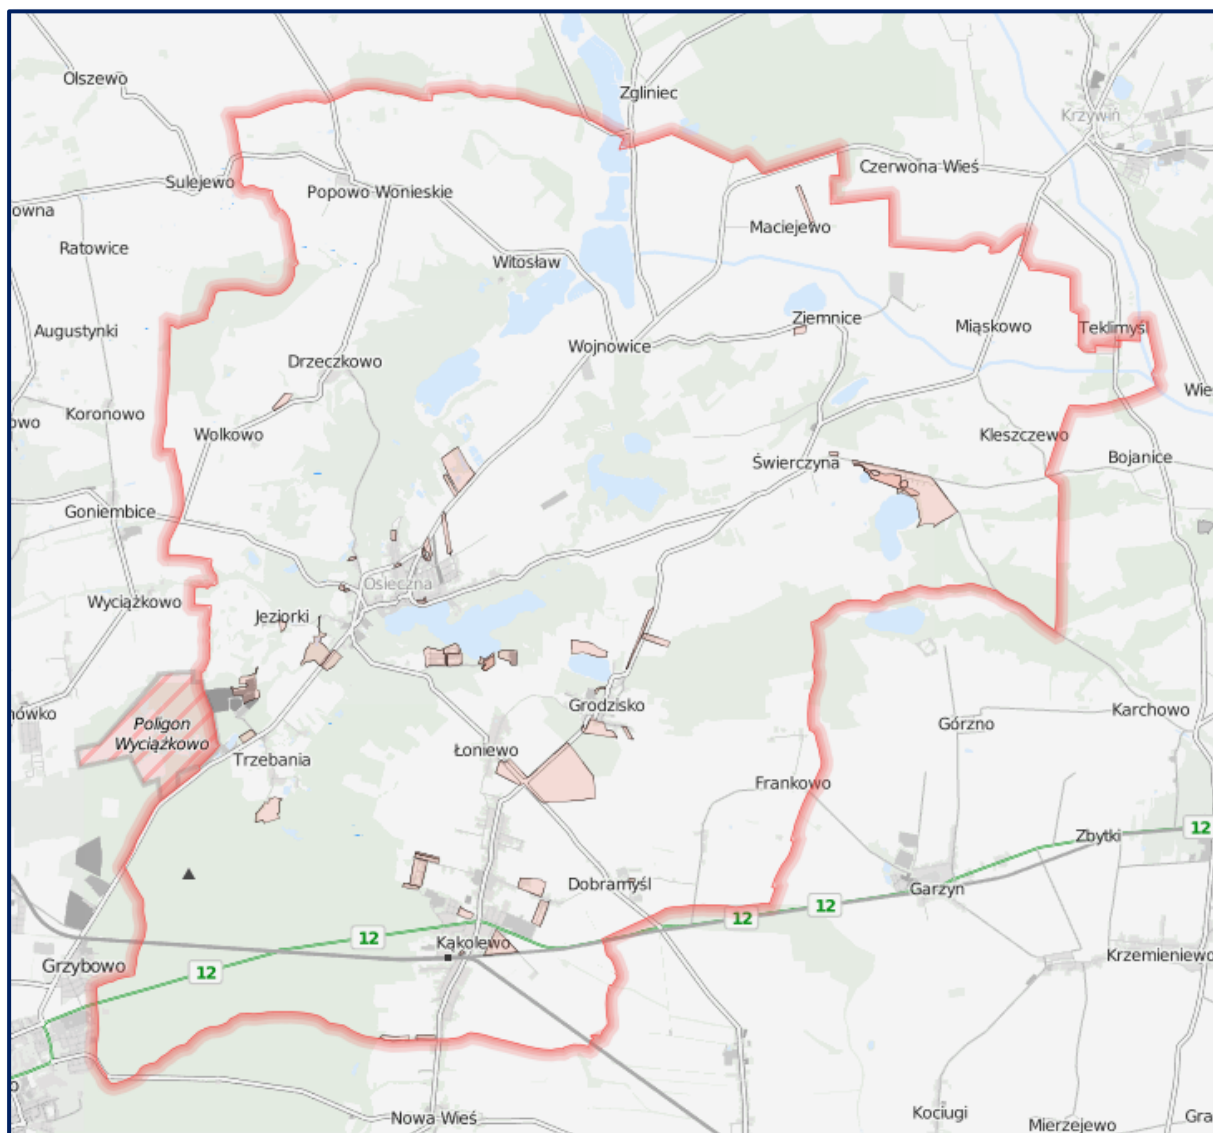 Olszewo
Zgliniec
Krzywiń
Czerwona Wieś
Sulejewo
Popowo Wonieskie
owna
Maciejewo
Ratowice
Witosław
Ziemnice
Augustynki
Miąskowo
Teklimyśl
Wojnowice
Drzeczkowo
Wie
Koronowo
owo
Wolkowo
Kleszczewo
Bojanice
Świerczyna
Goniembice
Osieczna
Wyciążkowo
Jeziorki
Grodzisko
Karchowo
nówko
Poligon
Wyciążkowo
Górzno
Łoniewo
Trzebania
Frankowo
12
Zbytki
Dobramyśl
Garzyn
12
12
12
Kąkolewo
Krzemieniewo
Grzybowo
12
o
Nowa Wieś
Kociugi
Mierzejewo
Gra